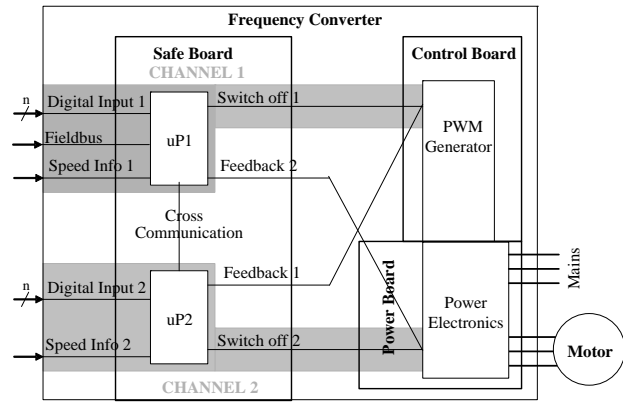 Frequency Converter
Safe Board
Control Board
CHANNEL 1
n
Digital Input 1
Switch off 1
Fieldbus
uP1
PWM
Generator
Speed Info 1
Feedback 2
Cross
Communication
n
Digital Input 2
Feedback 1
uP2
Speed Info 2
Switch off 2
Power Board
Power
Electronics
Mains
Motor
CHANNEL 2